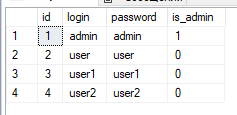 id login password is_admin
1 1 admin admin 1
2 2 user user 0
3 3 user1 user1 0
4 4 user2 user2 0